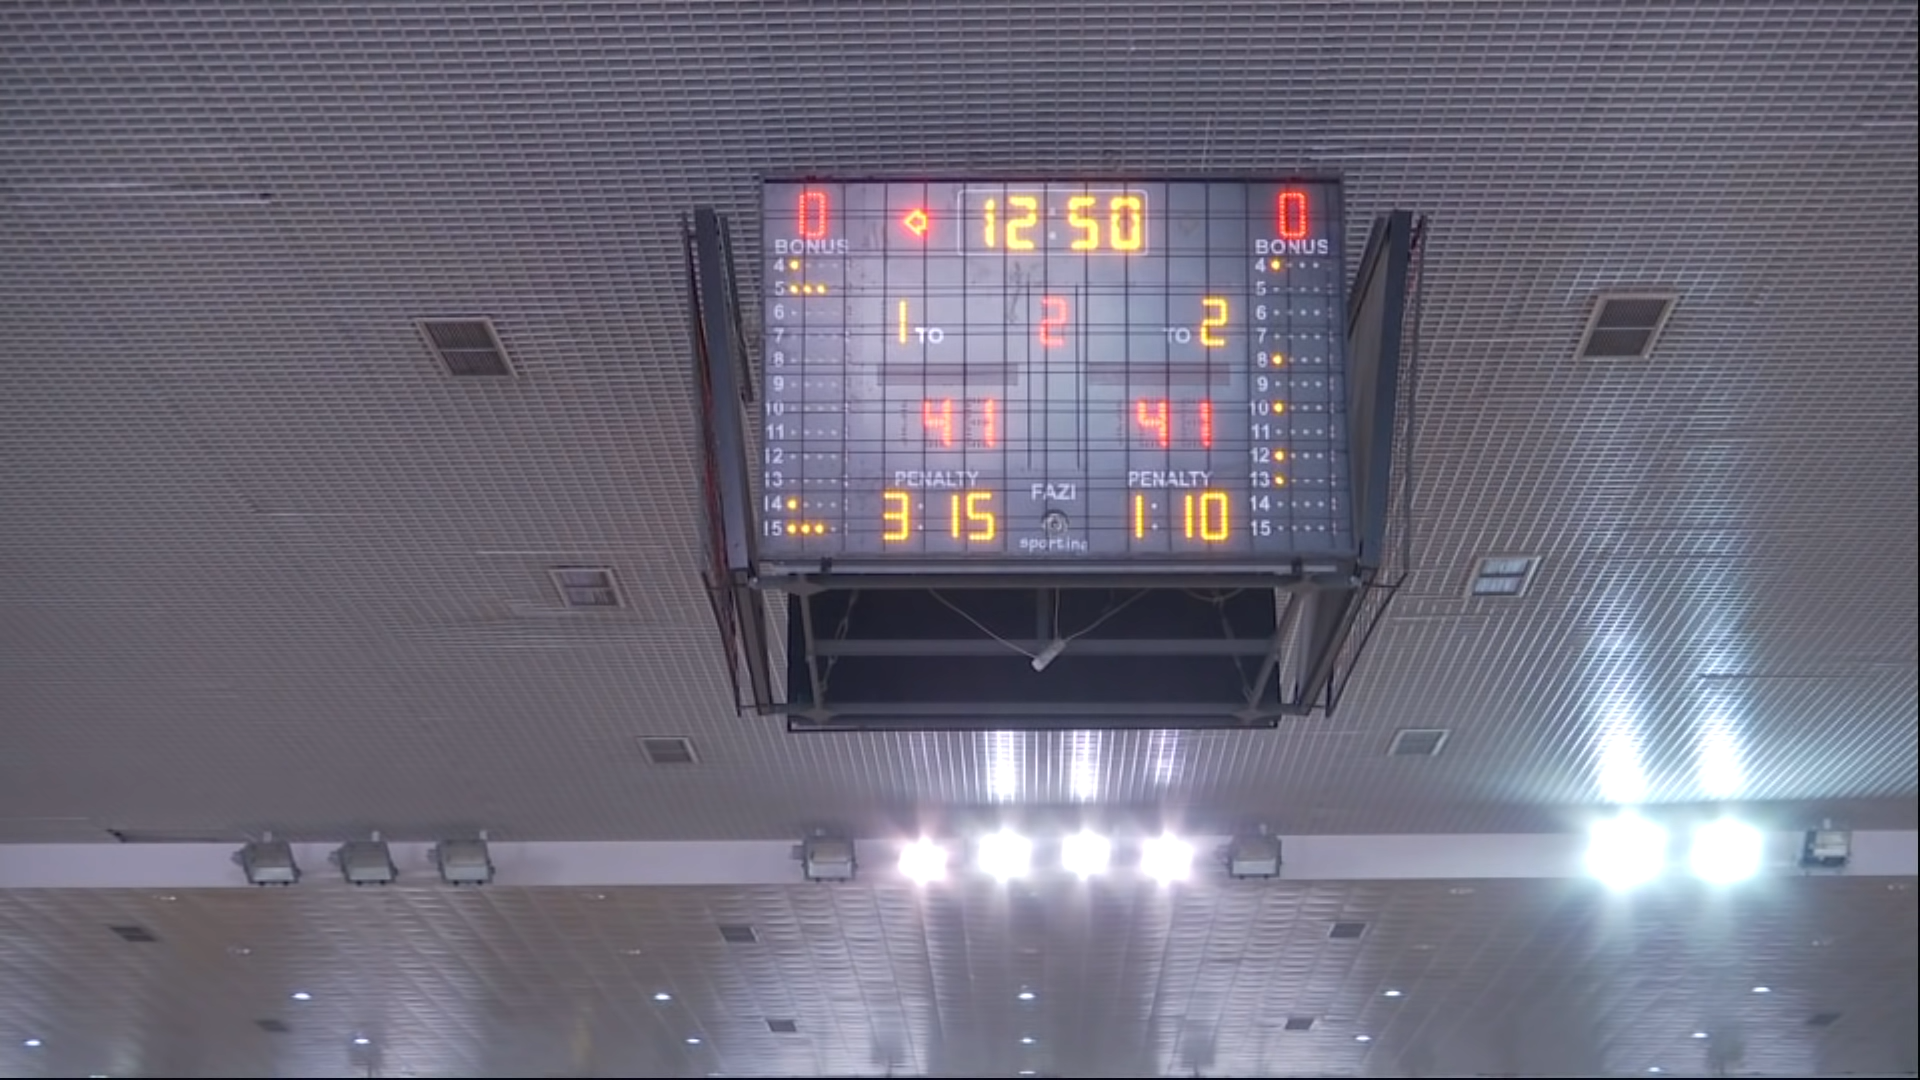 0 12:50 0
BONUS BONUS
4 4
5 5
6 6
1 TO 2 TO 2
7 7
8 8
9 9
10 10
41 41
11 11
12 12
13 PENALTY PENALTY 13
FAZI
14 3:15 1:10 14
15 15
sportina